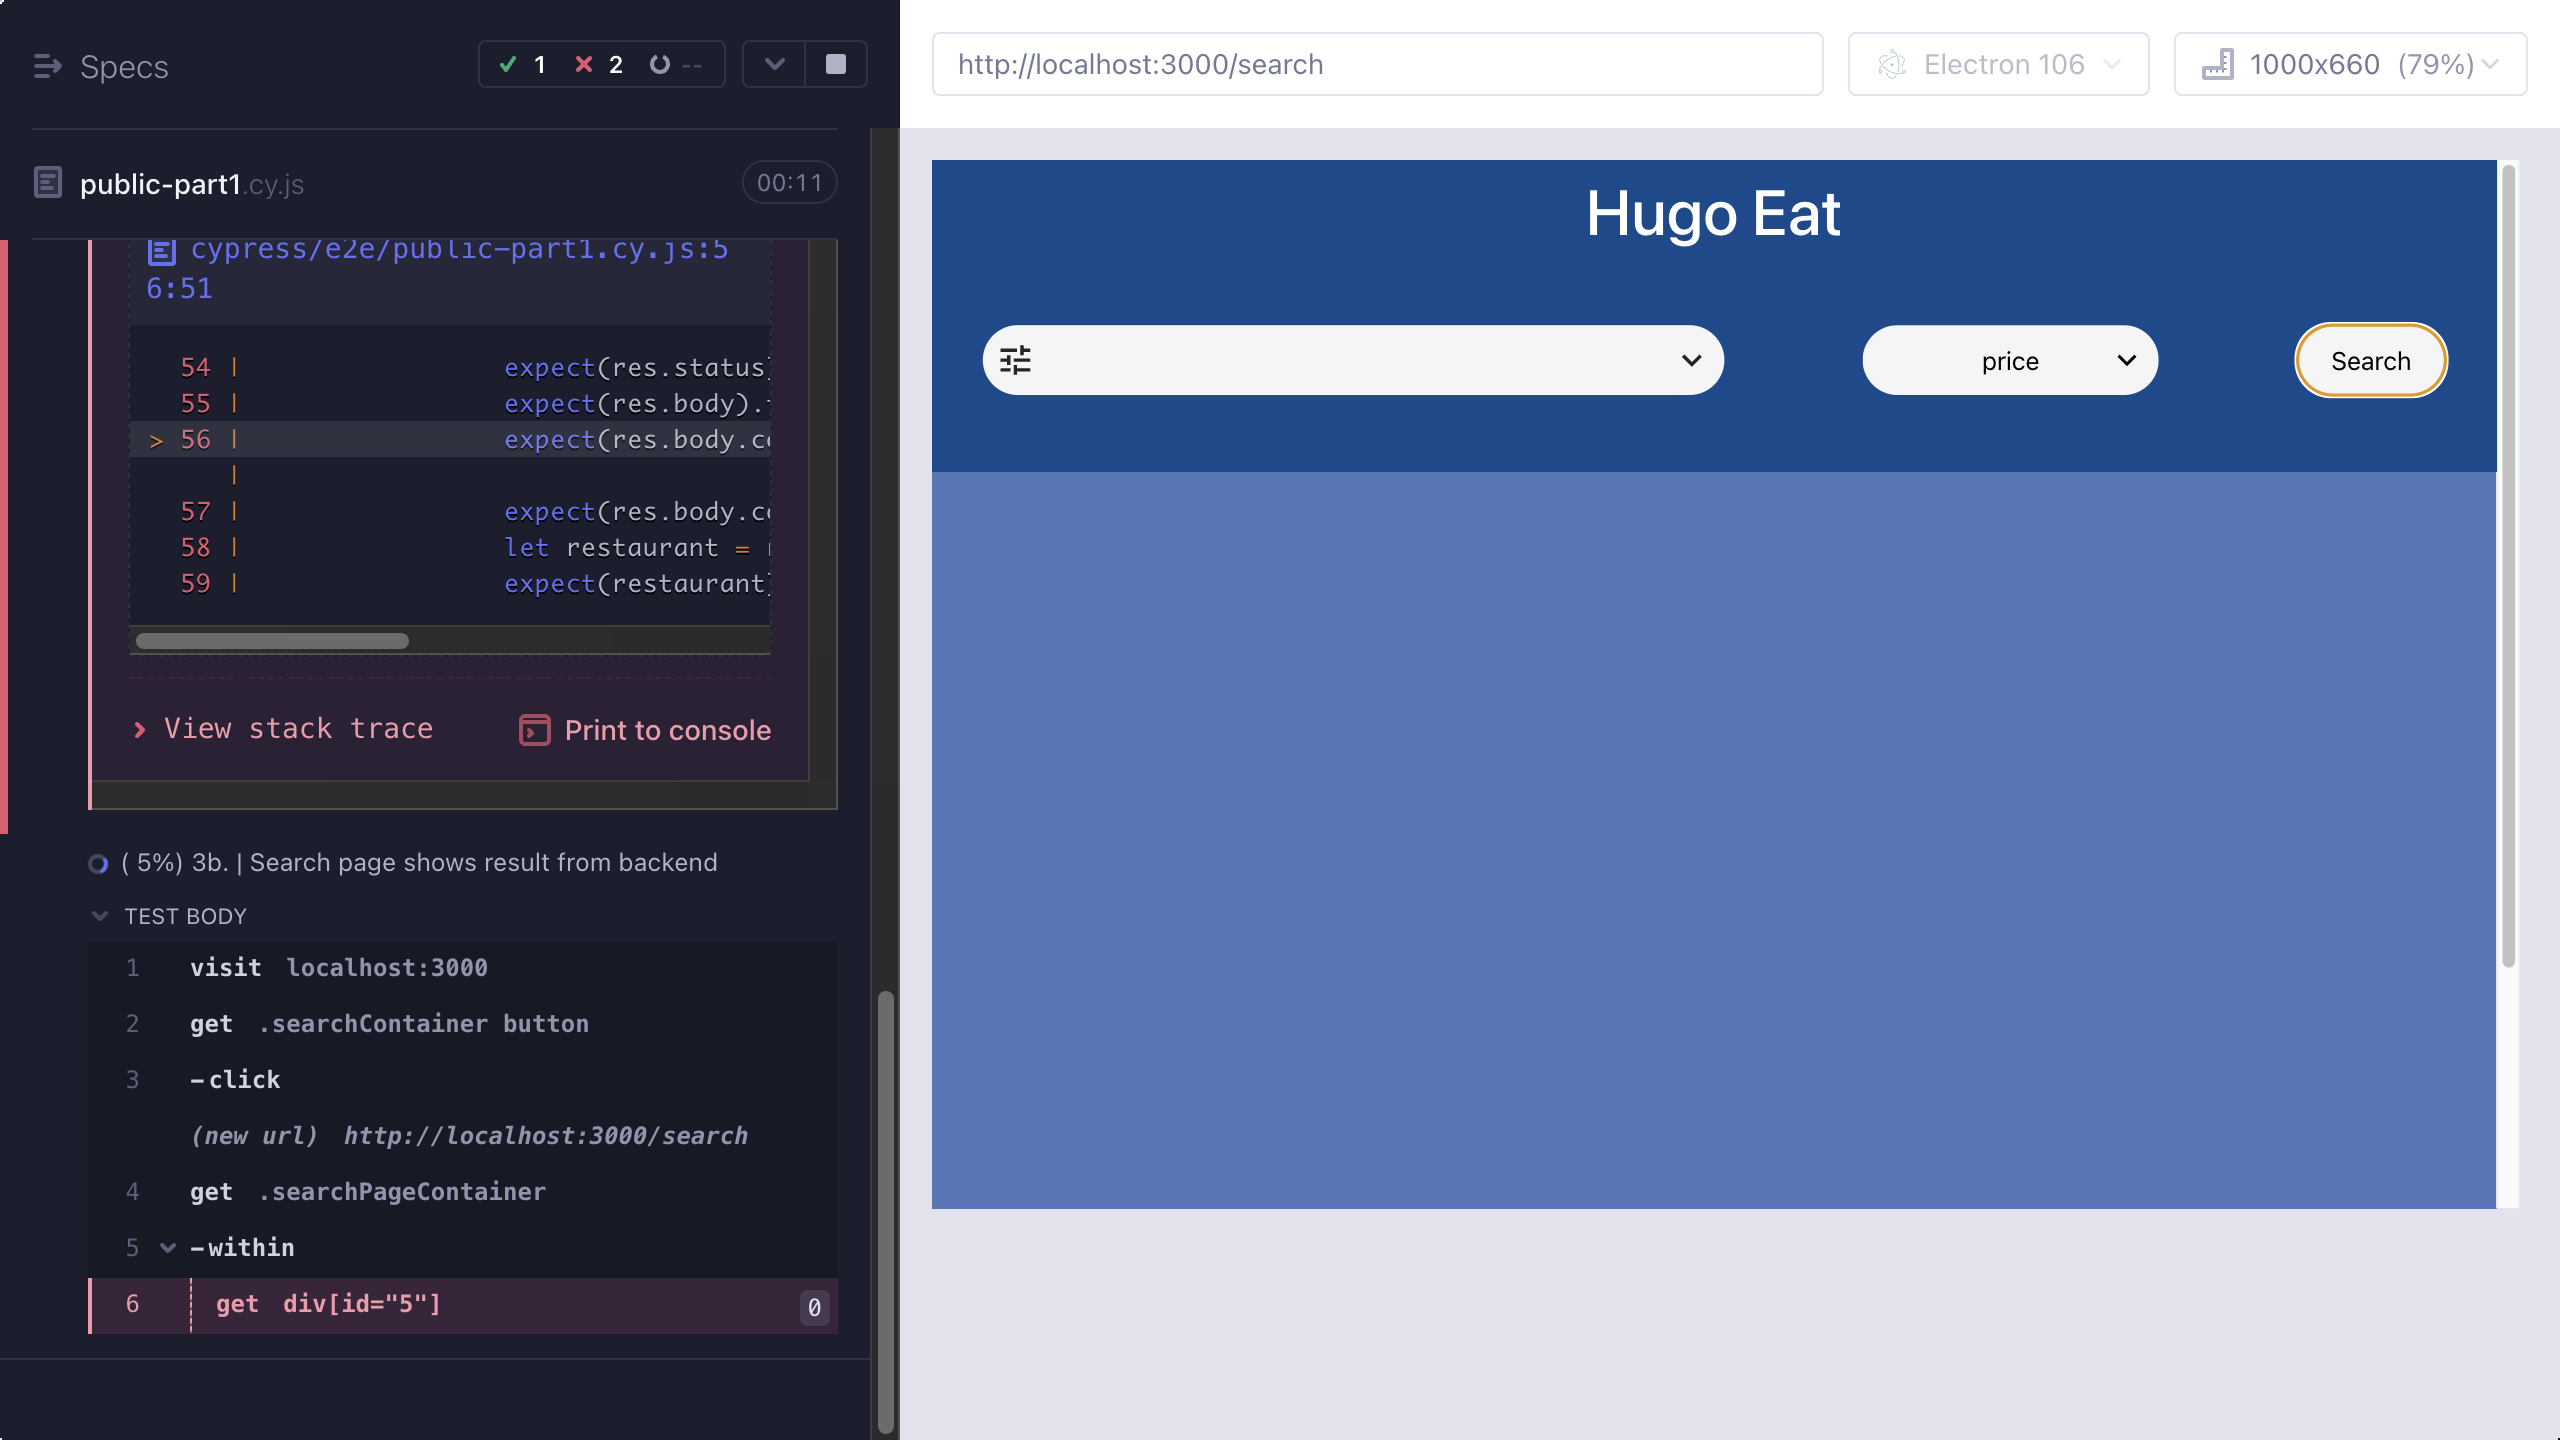 Specs
1 2 --
public-part1.cy.js 00:11
cypress/e2e/public-part1.cy.js:5
6:51
54 | expect(res.status)
55 | expect(res.body).
> 56 | expect(res.body.co
|
57 | expect(res.body.co
58 | let restaurant =
59 | expect(restaurant)
View stack trace Print to console
( 5%) 3b. | Search page shows result from backend
TEST BODY
1 visit localhost:3000
2 get .searchContainer button
3 -click
(new url) http://localhost:3000/search
4 get .searchPageContainer
5 -within
6 get div[id="5"] 0
http://localhost:3000/search
Electron 106
1000x660 (79%)
Hugo Eat
price
Search